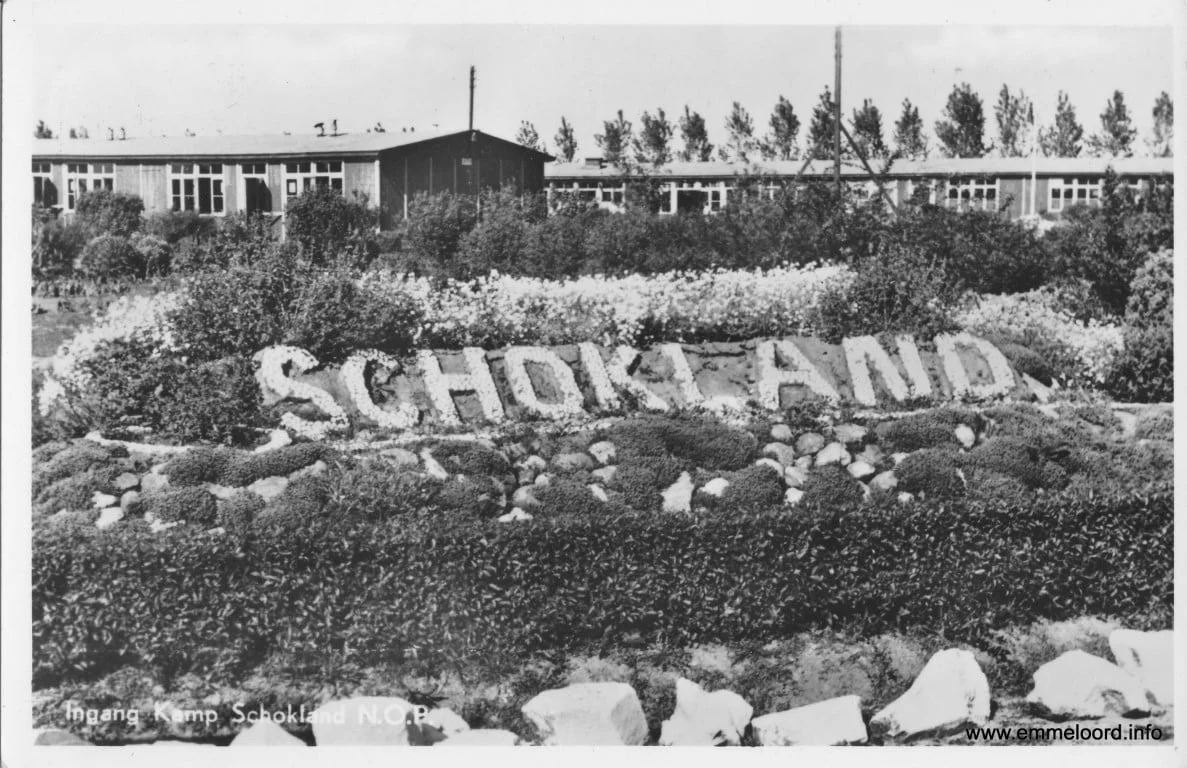 SCHOKLAND
Ingang Kamp Schokland N.O.P.
www.emmeloord.info